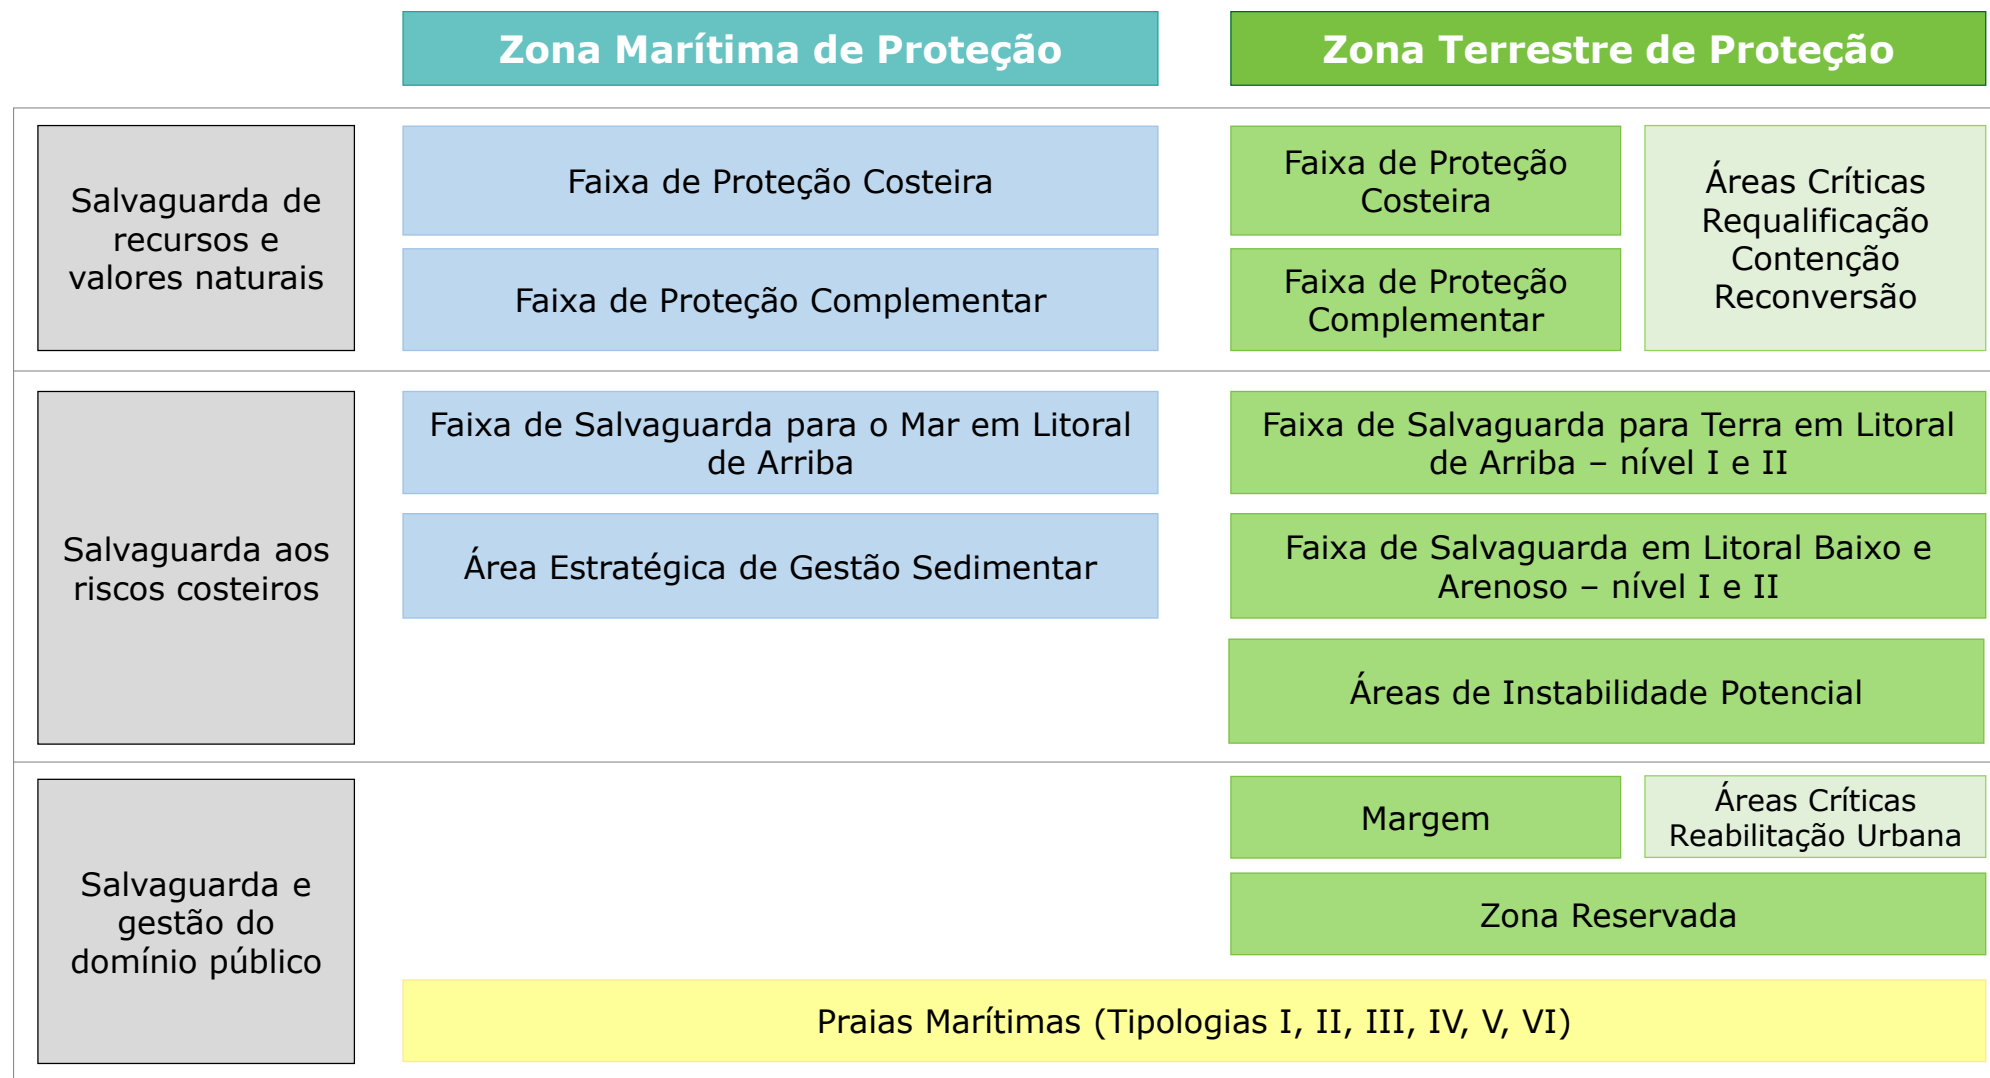 Zona Marítima de Proteção
Zona Terrestre de Proteção
Salvaguarda de
recursos e
valores naturais
Faixa de Proteção Costeira
Faixa de Proteção Complementar
Faixa de Proteção
Costeira
Faixa de Proteção
Complementar
Áreas Críticas
Requalificação
Contenção
Reconversão
Salvaguarda aos
riscos costeiros
Faixa de Salvaguarda para o Mar em Litoral
de Arriba
Área Estratégica de Gestão Sedimentar
Faixa de Salvaguarda para Terra em Litoral
de Arriba – nível I e II
Faixa de Salvaguarda em Litoral Baixo e
Arenoso – nível I e II
Áreas de Instabilidade Potencial
Salvaguarda e
gestão do
domínio público
Margem
Áreas Críticas
Reabilitação Urbana
Zona Reservada
Praias Marítimas (Tipologias I, II, III, IV, V, VI)